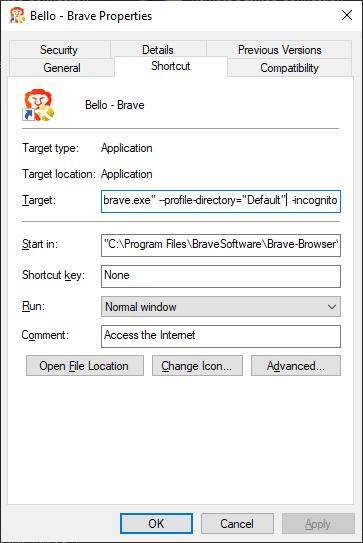 Bello - Brave Properties
Security Details Previous Versions
General Shortcut Compatibility
Bello - Brave
Target type: Application
Target location: Application
Target: brave.exe" --profile-directory="Default" -incognito
Start in: "C:\Program Files\BraveSoftware\Brave-Browser\
Shortcut key: None
Run: Normal window
Comment: Access the Internet
Open File Location Change Icon... Advanced...
OK Cancel Apply